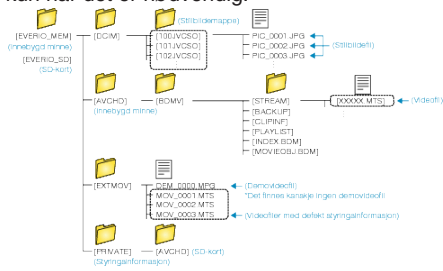 kun når det er nødvendig.
(Stillbildemappe)
[EVERIO_MEM] [DCIM] [100JVCSO] PIC_0001.JPG
(innebygd minne) [101JVCSO] PIC_0002.JPG (Stillbildefil)
[EVERIO_SD] [102JVCSO] PIC_0003.JPG
(SD-kort)
[AVCHD] [BDMV] [STREAM] [XXXXX.MTS] (Videofil)
(innebygd minne) [BACKUP]
[CLIPINF]
[PLAYLIST]
[INDEX.BDM]
[MOVIEOBJ.BDM]
[EXTMOV] DEM_0000.MPG (Demovideofil)
MOV_0001.MTS *Det finnes kanskje ingen demovideofil
MOV_0002.MTS
MOV_0003.MTS (Videofiler med defekt styringanformasjon)
[PRIVATE] [AVCHD] (SD-kort)
(Styringanformasjon)